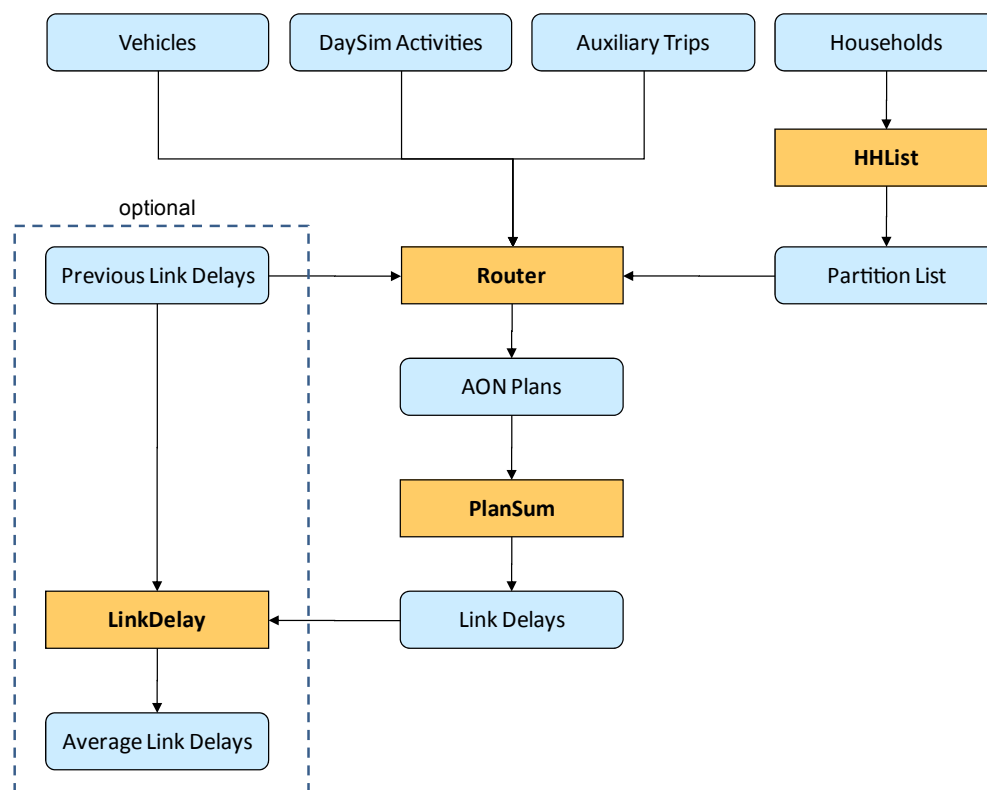 Vehicles
DaySim Activities
Auxiliary Trips
Households
HHList
optional
Previous Link Delays
Router
Partition List
AON Plans
PlanSum
LinkDelay
Link Delays
Average Link Delays